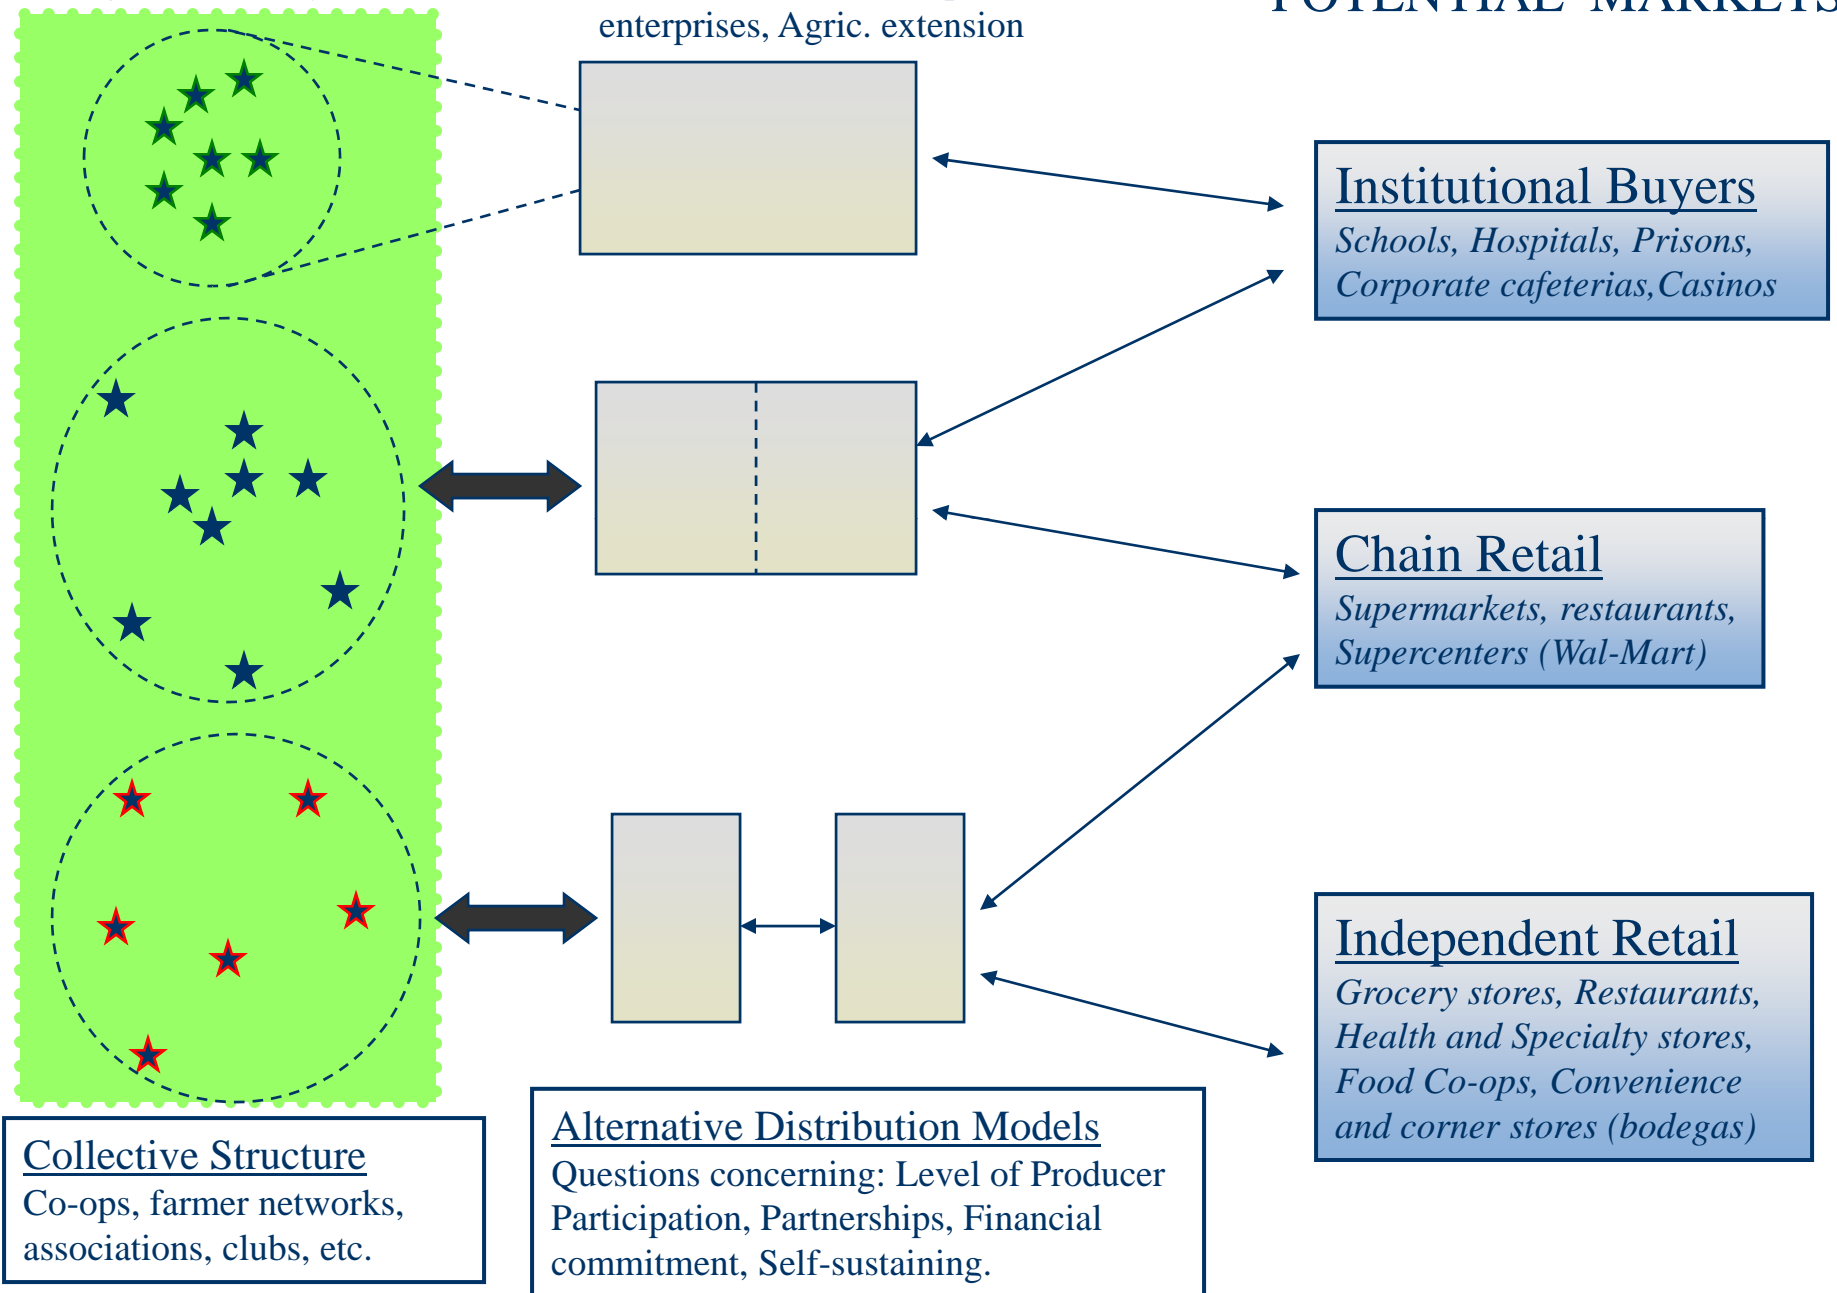 enterprises, Agric. extension
POTENTIAL MARKETS
Institutional Buyers
Schools, Hospitals, Prisons,
Corporate cafeterias,Casinos
Chain Retail
Supermarkets, restaurants,
Supercenters (Wal-Mart)
Independent Retail
Grocery stores, Restaurants,
Health and Specialty stores,
Food Co-ops, Convenience
and corner stores (bodegas)
Collective Structure
Co-ops, farmer networks,
associations, clubs, etc.
Alternative Distribution Models
Questions concerning: Level of Producer
Participation, Partnerships, Financial
commitment, Self-sustaining.